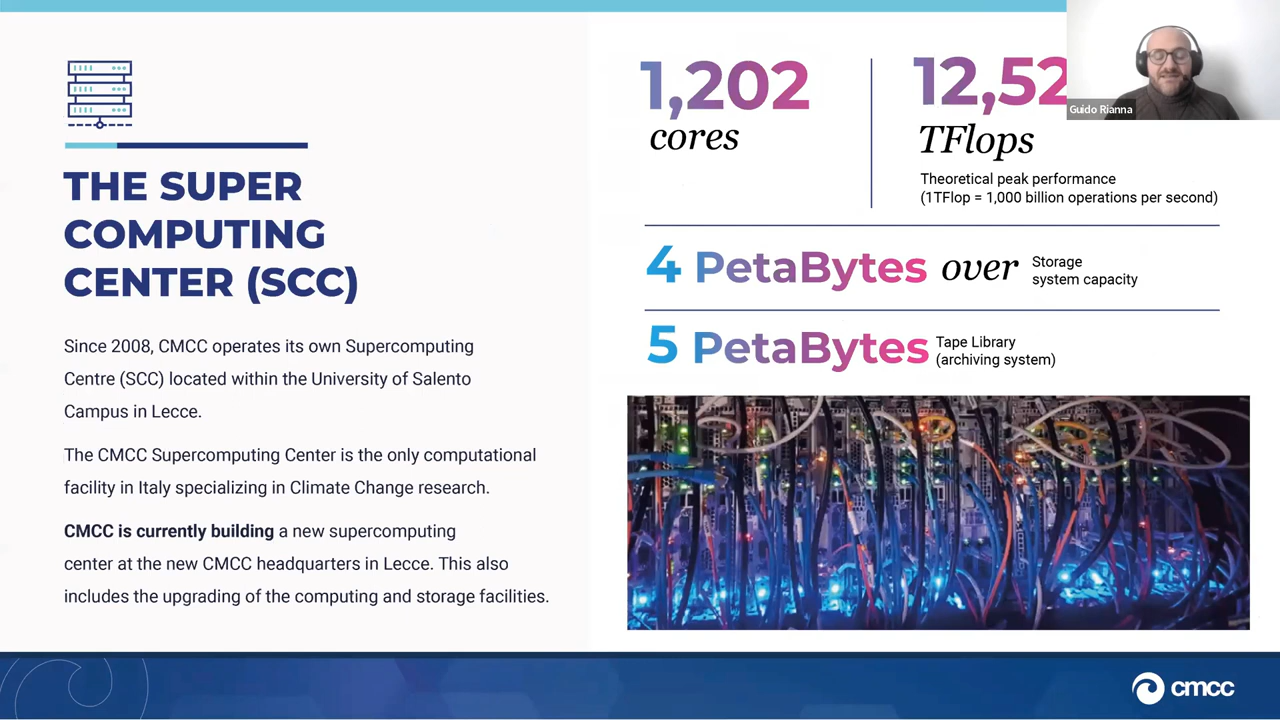 THE SUPER
COMPUTING
CENTER (SCC)
Since 2008, CMCC operates its own Supercomputing
Centre (SCC) located within the University of Salento
Campus in Lecce.
The CMCC Supercomputing Center is the only computational
facility in Italy specializing in Climate Change research.
CMCC is currently building a new supercomputing
center at the new CMCC headquarters in Lecce. This also
includes the upgrading of the computing and storage facilities.
1,202
cores
TFlops
Theoretical peak performance
(1TFlop = 1,000 billion operations per second)
4 PetaBytes over Storage
system capacity
5 PetaBytes Tape Library
(archiving system)
Guido Rianna
cmcc